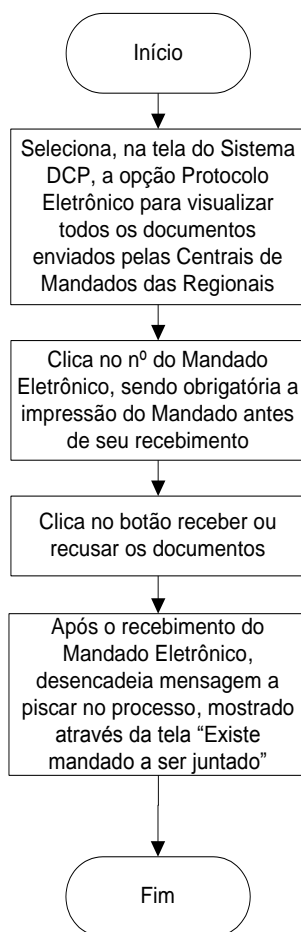 Início
Seleciona, na tela do Sistema
DCP, a opção Protocolo
Eletrônico para visualizar
todos os documentos
enviados pelas Centrais de
Mandados das Regionais
Clica no nº do Mandado
Eletrônico, sendo obrigatória a
impressão do Mandado antes
de seu recebimento
Clica no botão receber ou
recusar os documentos
Após o recebimento do
Mandado Eletrônico,
desencadeia mensagem a
piscar no processo, mostrado
através da tela “Existe
mandado a ser juntado”
Fim